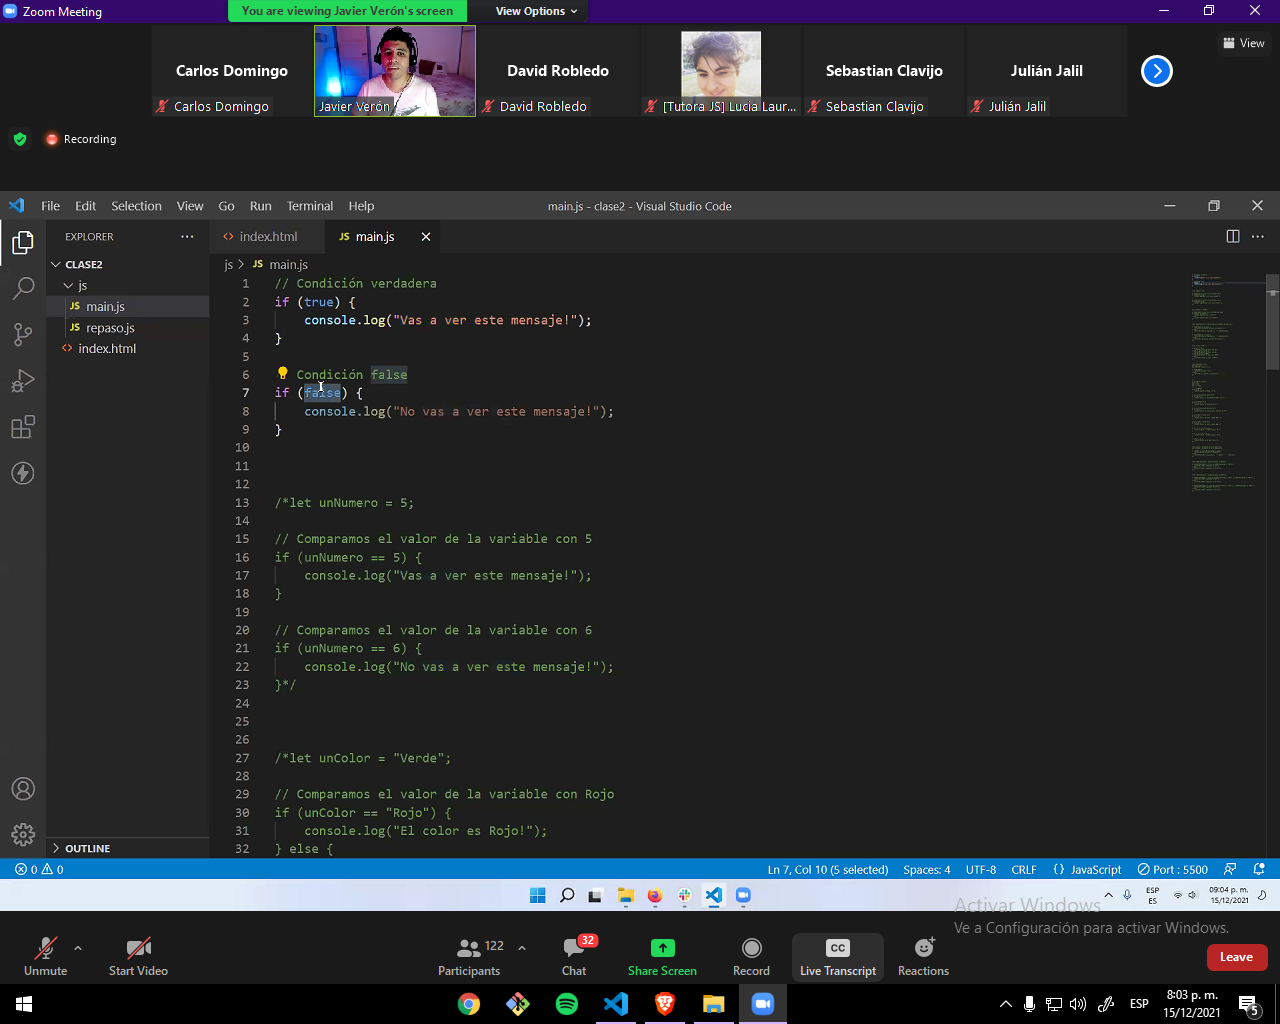 Zoom Meeting
You are viewing Javier Verón's screen
View Options
Carlos Domingo
David Robledo
Sebastian Clavijo
Julián Jalil
View
Carlos Domingo
Javier Verón
David Robledo
[Tutora JS] Lucia Laur...
Sebastian Clavijo
Julián Jalil
Recording
File Edit Selection View Go Run Terminal Help
main.js - clase2 - Visual Studio Code
EXPLORER
index.html
JS main.js
CLASE2
js
JS main.js
JS repaso.js
index.html
OUTLINE
js > JS main.js
1 // Condición verdadera
2 if (true) {
3 console.log("Vas a ver este mensaje!");
4 }
5
6 Condición false
7 if (false) {
8 console.log("No vas a ver este mensaje!");
9 }
10
11
12
13 /*let unNumero = 5;
14
15 // Comparamos el valor de la variable con 5
16 if (unNumero == 5) {
17 console.log("Vas a ver este mensaje!");
18 }
19
20 // Comparamos el valor de la variable con 6
21 if (unNumero == 6) {
22 console.log("No vas a ver este mensaje!");
23 }*/
24
25
26
27 /*let unColor = "Verde";
28
29 // Comparamos el valor de la variable con Rojo
30 if (unColor == "Rojo") {
31 console.log("El color es Rojo!");
32 } else {
0 0
Ln 7, Col 10 (5 selected) Spaces: 4 UTF-8 CRLF {} JavaScript Port : 5500
ESP
ES
09:04 p. m.
15/12/2021
Activar Windows
Ve a Configuración para activar Windows.
Unmute
Start Video
122
Participants
32
Chat
Share Screen
Record
CC
Live Transcript
Reactions
Leave
ESP
8:03 p. m.
15/12/2021
5